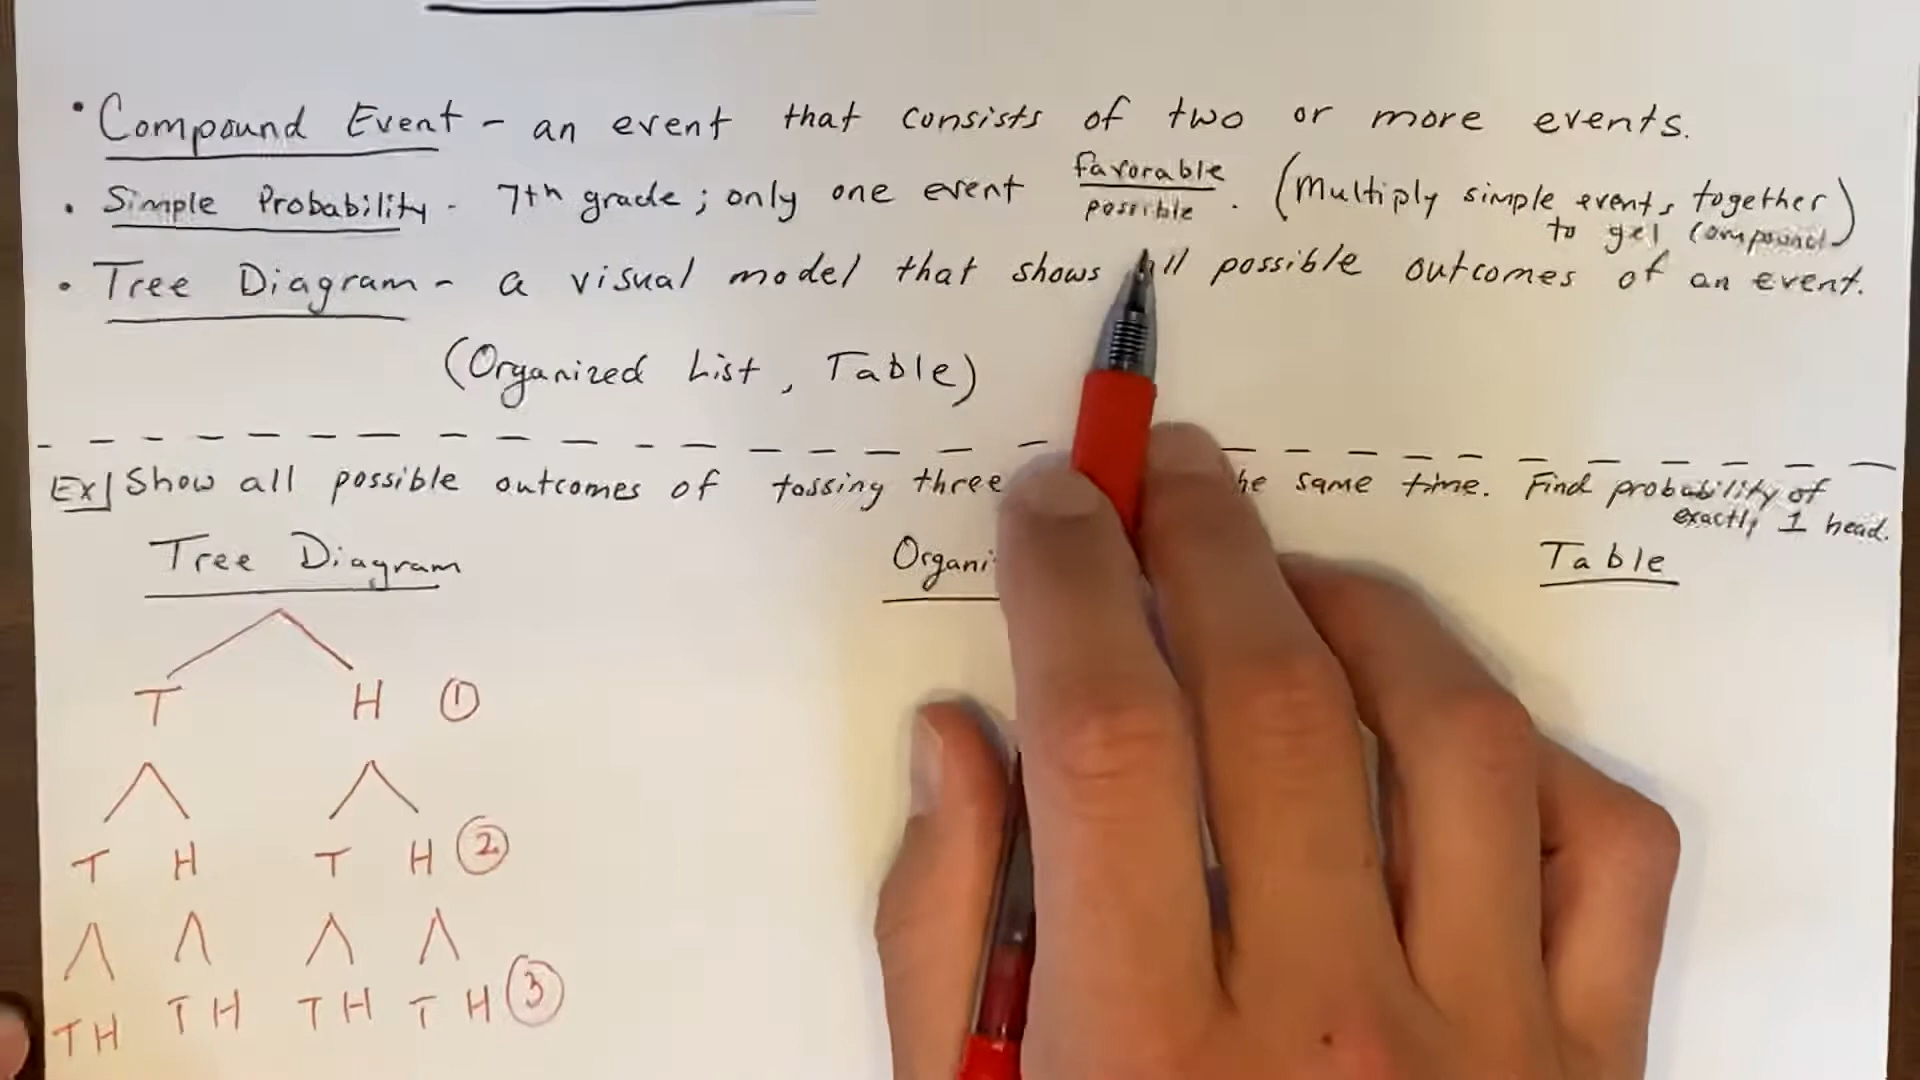 • Compound Event - an event that consists of two or more events.
• Simple Probability - 7th grade; only one event favorable/possible. (Multiply simple events together
to get compound)
• Tree Diagram - a visual model that shows all possible outcomes of an event.
(Organized List, Table)
Ex| Show all possible outcomes of tossing three he same time. Find probability of
exactly 1 head.
Tree Diagram Organi Table
T H ①
T H T H ②
T H T H T H T H ③